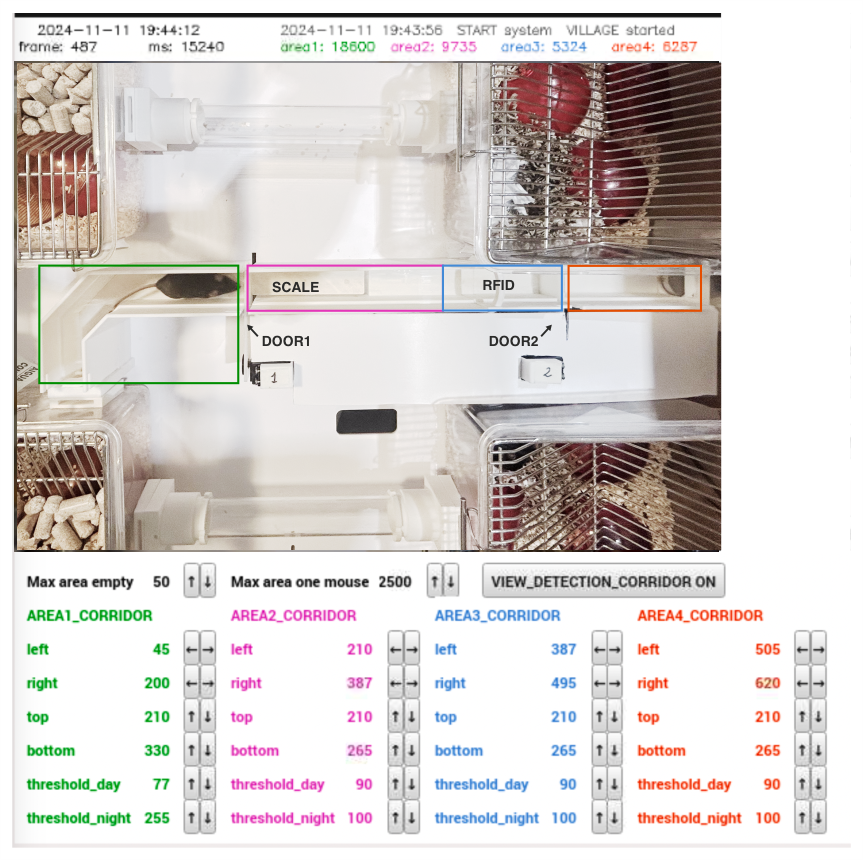 2024-11-11 19:44:12 2024-11-11 19:43:56 START system VILLAGE started
frame: 487 ms: 15240 area1: 18600 area2: 9735 area3: 5324 area4: 6287
SCALE RFID
DOOR1 DOOR2
1 2
Max area empty 50 ↑ ↓ Max area one mouse 2500 ↑ ↓ VIEW_DETECTION_CORRIDOR ON
AREA1_CORRIDOR AREA2_CORRIDOR AREA3_CORRIDOR AREA4_CORRIDOR
left 45 ← → left 210 ← → left 387 ← → left 505 ← →
right 200 ← → right 387 ← → right 495 ← → right 620 ← →
top 210 ↑ ↓ top 210 ↑ ↓ top 210 ↑ ↓ top 210 ↑ ↓
bottom 330 ↑ ↓ bottom 265 ↑ ↓ bottom 265 ↑ ↓ bottom 265 ↑ ↓
threshold_day 77 ↑ ↓ threshold_day 90 ↑ ↓ threshold_day 90 ↑ ↓ threshold_day 90 ↑ ↓
threshold_night 255 ↑ ↓ threshold_night 100 ↑ ↓ threshold_night 100 ↑ ↓ threshold_night 100 ↑ ↓